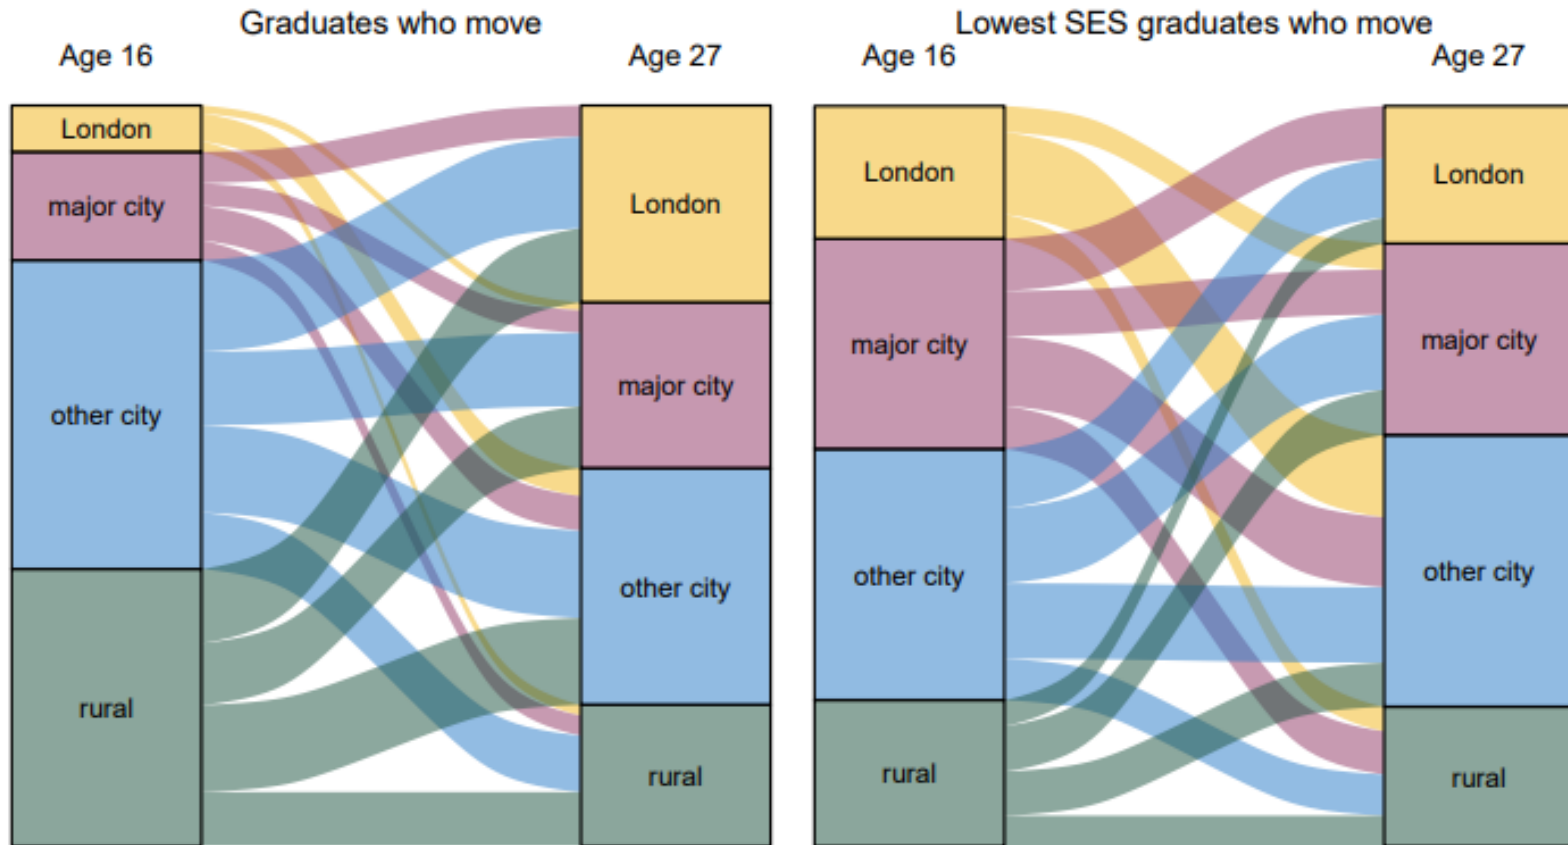 Graduates who move
Age 16
Age 27
London
major city
other city
rural
London
major city
other city
rural
Lowest SES graduates who move
Age 16
Age 27
London
major city
other city
rural
London
major city
other city
rural